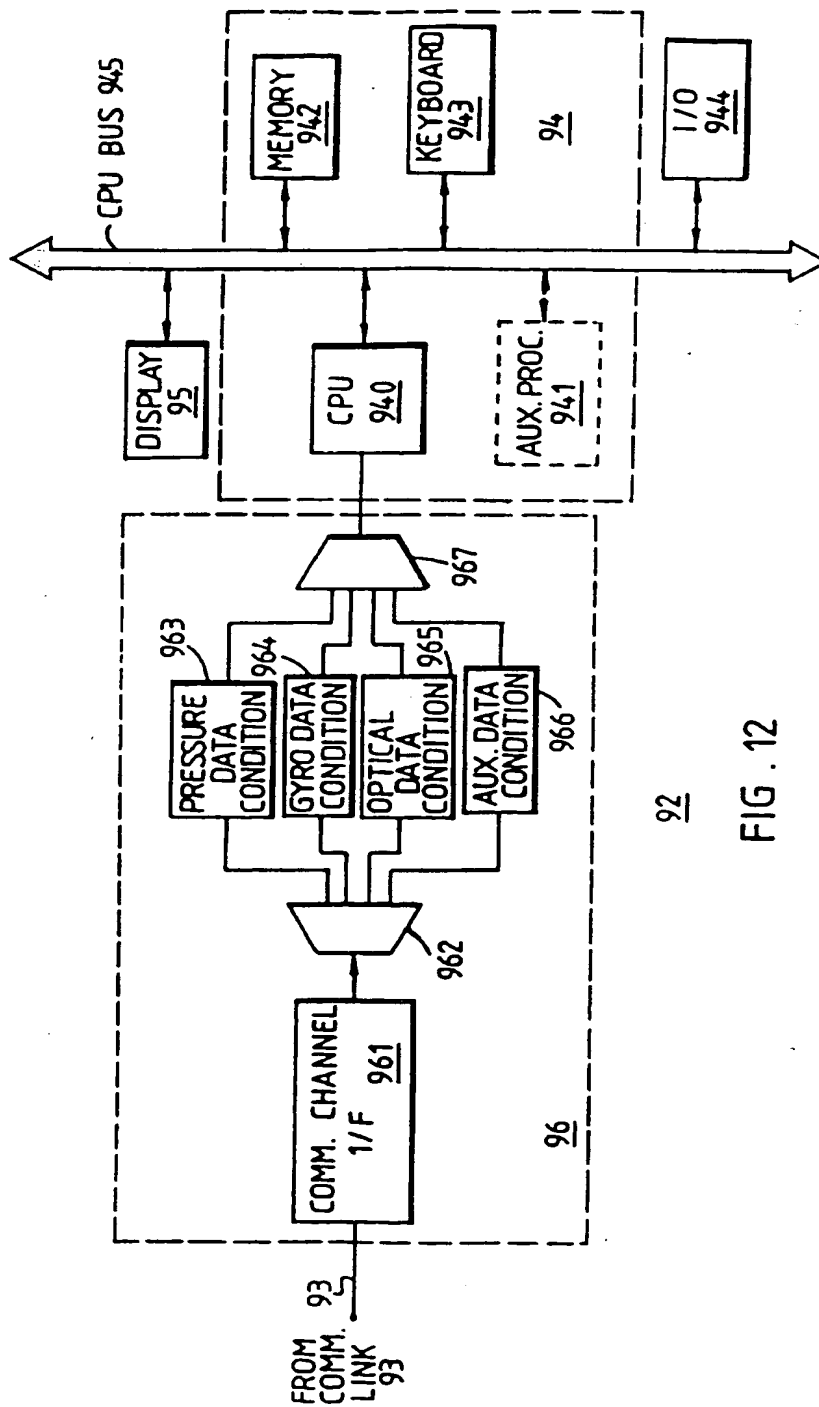 FROM
COMM.
LINK
93
93
COMM. CHANNEL
1/F
961
962
PRESSURE
DATA
CONDITION
963
GYRO DATA
CONDITION
964
OPTICAL
DATA
CONDITION
965
AUX. DATA
CONDITION
966
967
96
DISPLAY
95
CPU BUS 945
CPU
940
AUX. PROC.
941
MEMORY
942
KEYBOARD
943
94
I/O
944
92
FIG. 12